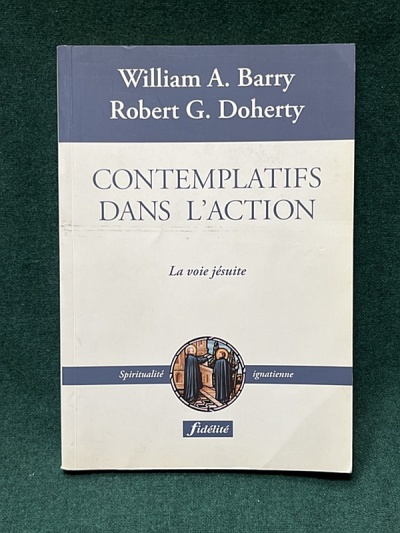 William A. Barry
Robert G. Doherty
CONTEMPLATIFS
DANS L'ACTION
La voie jésuite
Spiritualité ignatienne
fidélité